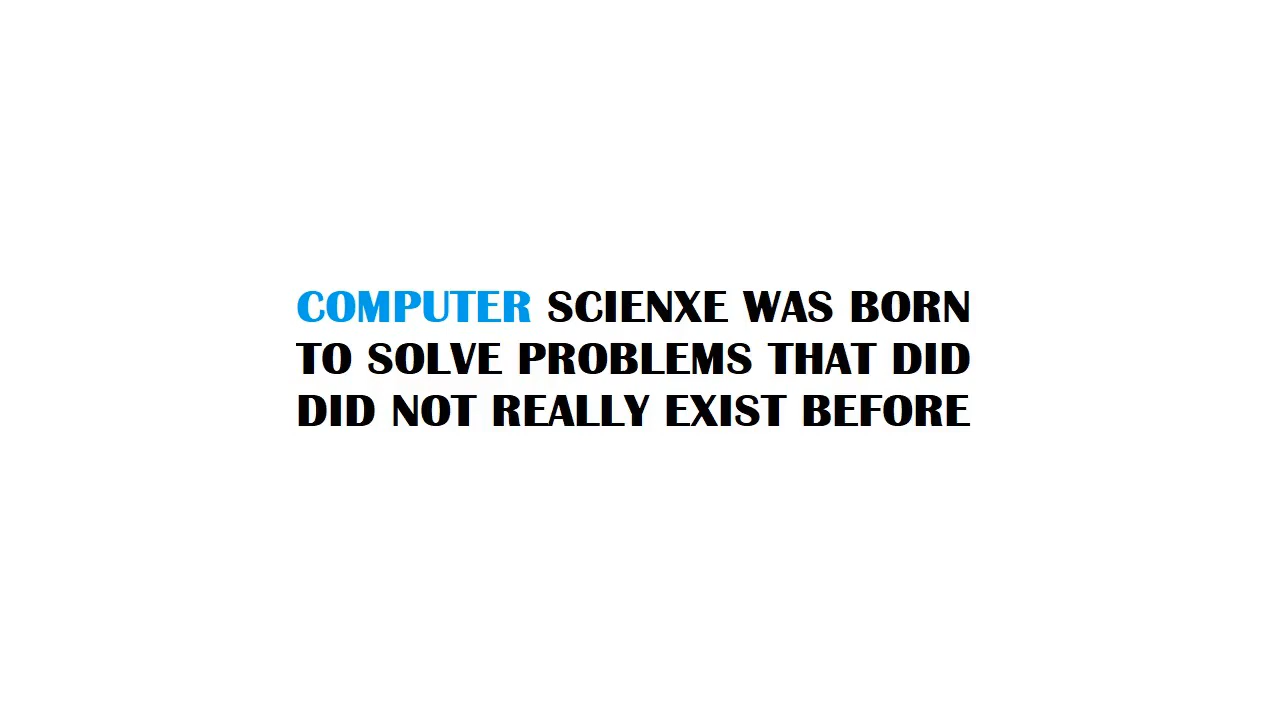 COMPUTER SCIENXE WAS BORN
TO SOLVE PROBLEMS THAT DID
DID NOT REALLY EXIST BEFORE